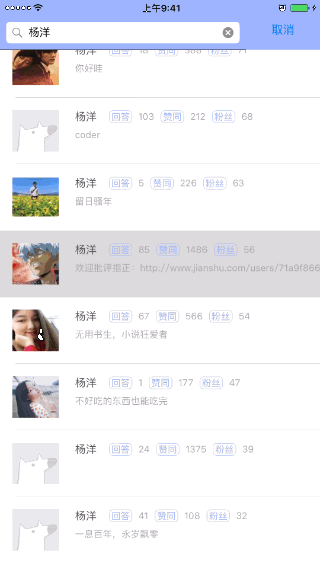 上午9:41
杨洋
取消
杨洋 回答 18 赞同 586 粉丝 71
你好哇
杨洋 回答 103 赞同 212 粉丝 68
coder
杨洋 回答 5 赞同 226 粉丝 63
留日骚年
杨洋 回答 85 赞同 1486 粉丝 56
欢迎批评指正：http://www.jianshu.com/users/71a9f866
杨洋 回答 67 赞同 566 粉丝 54
无用书生，小说狂爱者
杨洋 回答 1 赞同 177 粉丝 47
不好吃的东西也能吃完
杨洋 回答 24 赞同 1375 粉丝 39
杨洋 回答 41 赞同 108 粉丝 32
一息百年，永岁飘零